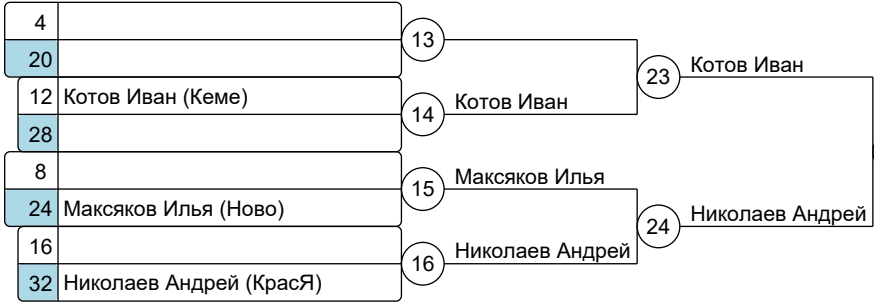 4
13
20
23 Котов Иван
12 Котов Иван (Кеме)
14 Котов Иван
28
8
15 Максяков Илья
24 Максяков Илья (Ново)
24 Николаев Андрей
16
16 Николаев Андрей
32 Николаев Андрей (КрасЯ)